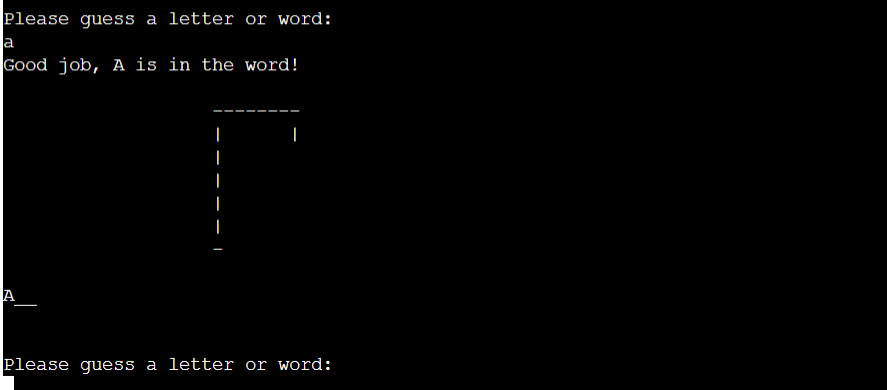 Please guess a letter or word:
a
Good job, A is in the word!
--------
|      |
|
|
|
|
-
A__
Please guess a letter or word: